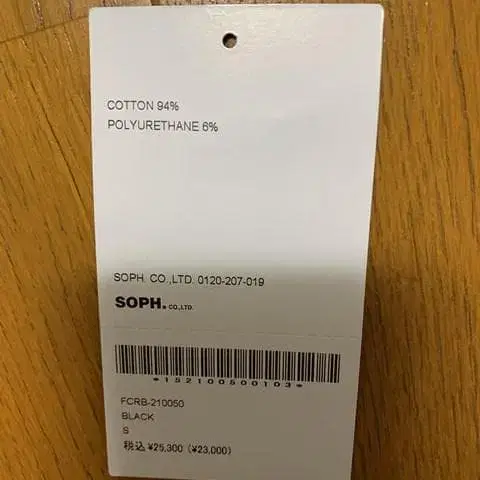 COTTON 94%
POLYURETHANE 6%
SOPH. CO.,LTD. 0120-207-019
SOPH. CO.,LTD.
*152100500103*
FCRB-210050
BLACK
S
税込 ¥25,300 (¥23,000)